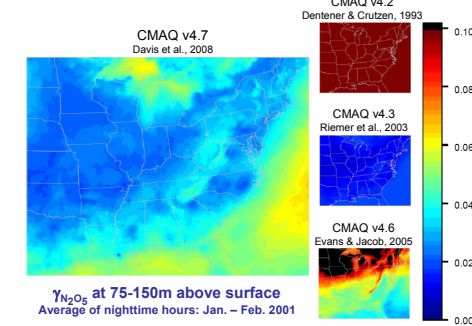 CMAQ v4.7
Davis et al., 2008
CMAQ v4.2
Dentener & Crutzen, 1993
CMAQ v4.3
Riemer et al., 2003
CMAQ v4.6
Evans & Jacob, 2005
0.10
0.08
0.06
0.04
0.02
0.00
γN₂O₅ at 75-150m above surface
Average of nighttime hours: Jan. – Feb. 2001